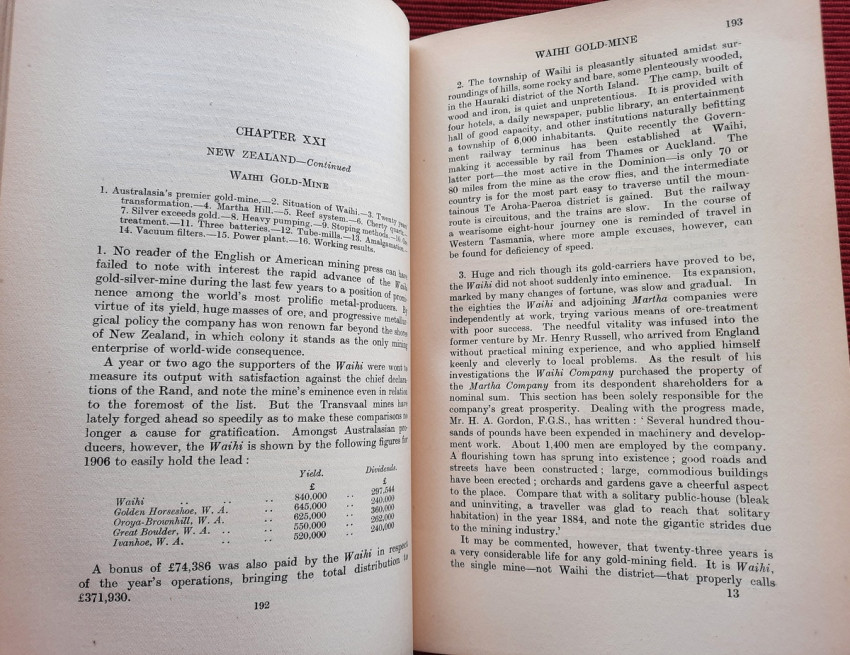 CHAPTER XXI
NEW ZEALAND—Continued
WAIHI GOLD-MINE
1. Australasia's premier gold-mine.—2. Situation of Waihi.—3. Twenty years'
transformation.—4. Martha Hill.—5. Reef system.—6. Cherty quartz.—
7. Silver exceeds gold.—8. Heavy pumping.—9. Stoping methods.—10.
treatment.—11. Three batteries.—12. Tube-mills.—13. Amalgamation.—
14. Vacuum filters.—15. Power plant.—16. Working results.
1. No reader of the English or American mining press can have
failed to note with interest the rapid advance of the Waihi
gold-silver-mine during the last few years to a position of promi-
nence among the world's most prolific metal-producers. By
virtue of its yield, huge masses of ore, and progressive metallur-
gical policy the company has won renown far beyond the shores
of New Zealand, in which colony it stands as the only mining
enterprise of world-wide consequence.
A year or two ago the supporters of the Waihi were wont to
measure its output with satisfaction against the chief declara-
tions of the Rand, and note the mine's eminence even in relation
to the foremost of the list. But the Transvaal mines have
lately forged ahead so speedily as to make these comparisons no
longer a cause for gratification. Amongst Australasian pro-
ducers, however, the Waihi is shown by the following figures for
1906 to easily hold the lead :
Yield. Dividends.
£ £
Waihi .. .. .. 840,000 .. 297,544
Golden Horseshoe, W. A. .. 645,000 .. 240,000
Oroya-Brownhill, W. A. .. 625,000 .. 360,000
Great Boulder, W. A. .. .. 550,000 .. 262,000
Ivanhoe, W. A. .. 520,000 .. 240,000
A bonus of £74,386 was also paid by the Waihi in respect
of the year's operations, bringing the total distribution to
£371,930.
192
193
WAIHI GOLD-MINE
2. The township of Waihi is pleasantly situated amidst sur-
roundings of hills, some rocky and bare, some plenteously wooded,
in the Hauraki district of the North Island. The camp, built of
wood and iron, is quiet and unpretentious. It is provided with
four hotels, a daily newspaper, public library, an entertainment
hall of good capacity, and other institutions naturally befitting
a township of 6,000 inhabitants. Quite recently the Govern-
ment railway terminus has been established at Waihi,
making it accessible by rail from Thames or Auckland. The
latter port—the most active in the Dominion—is only 70 or
80 miles from the mine as the crow flies, and the intermediate
country is for the most part easy to traverse until the moun-
tainous Te Aroha-Paeroa district is gained. But the railway
route is circuitous, and the trains are slow. In the course of
a wearisome eight-hour journey one is reminded of travel in
Western Tasmania, where more ample excuses, however, can
be found for deficiency of speed.
3. Huge and rich though its gold-carriers have proved to be,
the Waihi did not shoot suddenly into eminence. Its expansion,
marked by many changes of fortune, was slow and gradual. In
the eighties the Waihi and adjoining Martha companies were
independently at work, trying various means of ore-treatment
with poor success. The needful vitality was infused into the
former venture by Mr. Henry Russell, who arrived from England
without practical mining experience, and who applied himself
keenly and cleverly to local problems. As the result of his
investigations the Waihi Company purchased the property of
the Martha Company from its despondent shareholders for a
nominal sum. This section has been solely responsible for the
company's great prosperity. Dealing with the progress made,
Mr. H. A. Gordon, F.G.S., has written : ' Several hundred thou-
sands of pounds have been expended in machinery and develop-
ment work. About 1,400 men are employed by the company.
A flourishing town has sprung into existence ; good roads and
streets have been constructed ; large, commodious buildings
have been erected ; orchards and gardens gave a cheerful aspect
to the place. Compare that with a solitary public-house (bleak
and uninviting, a traveller was glad to reach that solitary
habitation) in the year 1884, and note the gigantic strides due
to the mining industry.'
It may be commented, however, that twenty-three years is
a very considerable life for any gold-mining field. It is Waihi,
the single mine—not Waihi the district—that properly calls
13